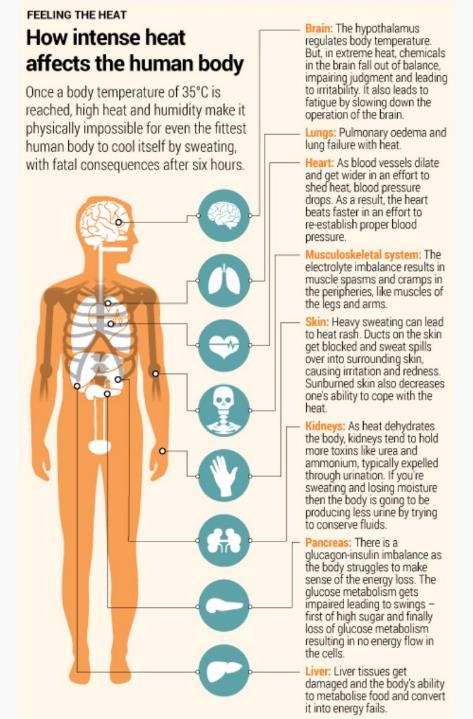 FEELING THE HEAT
How intense heat
affects the human body
Once a body temperature of 35°C is
reached, high heat and humidity make it
physically impossible for even the fittest
human body to cool itself by sweating,
with fatal consequences after six hours.
Brain: The hypothalamus
regulates body temperature.
But, in extreme heat, chemicals
in the brain fall out of balance,
impairing judgment and leading
to irritability. It also leads to
fatigue by slowing down the
operation of the brain.
Lungs: Pulmonary oedema and
lung failure with heat.
Heart: As blood vessels dilate
and get wider in an effort to
shed heat, blood pressure
drops. As a result, the heart
beats faster in an effort to
re-establish proper blood
pressure.
Musculoskeletal system: The
electrolyte imbalance results in
muscle spasms and cramps in
the peripheries, like muscles of
the legs and arms.
Skin: Heavy sweating can lead
to heat rash. Ducts on the skin
get blocked and sweat spills
over into surrounding skin,
causing irritation and redness.
Sunburned skin also decreases
one's ability to cope with the
heat.
Kidneys: As heat dehydrates
the body, kidneys tend to hold
more toxins like urea and
ammonium, typically expelled
through urination. If you're
sweating and losing moisture
then the body is going to be
producing less urine by trying
to conserve fluids.
Pancreas: There is a
glucagon-insulin imbalance as
the body struggles to make
sense of the energy loss. The
glucose metabolism gets
impaired leading to swings –
first of high sugar and finally
loss of glucose metabolism
resulting in no energy flow in
the cells.
Liver: Liver tissues get
damaged and the body's ability
to metabolise food and convert
it into energy fails.